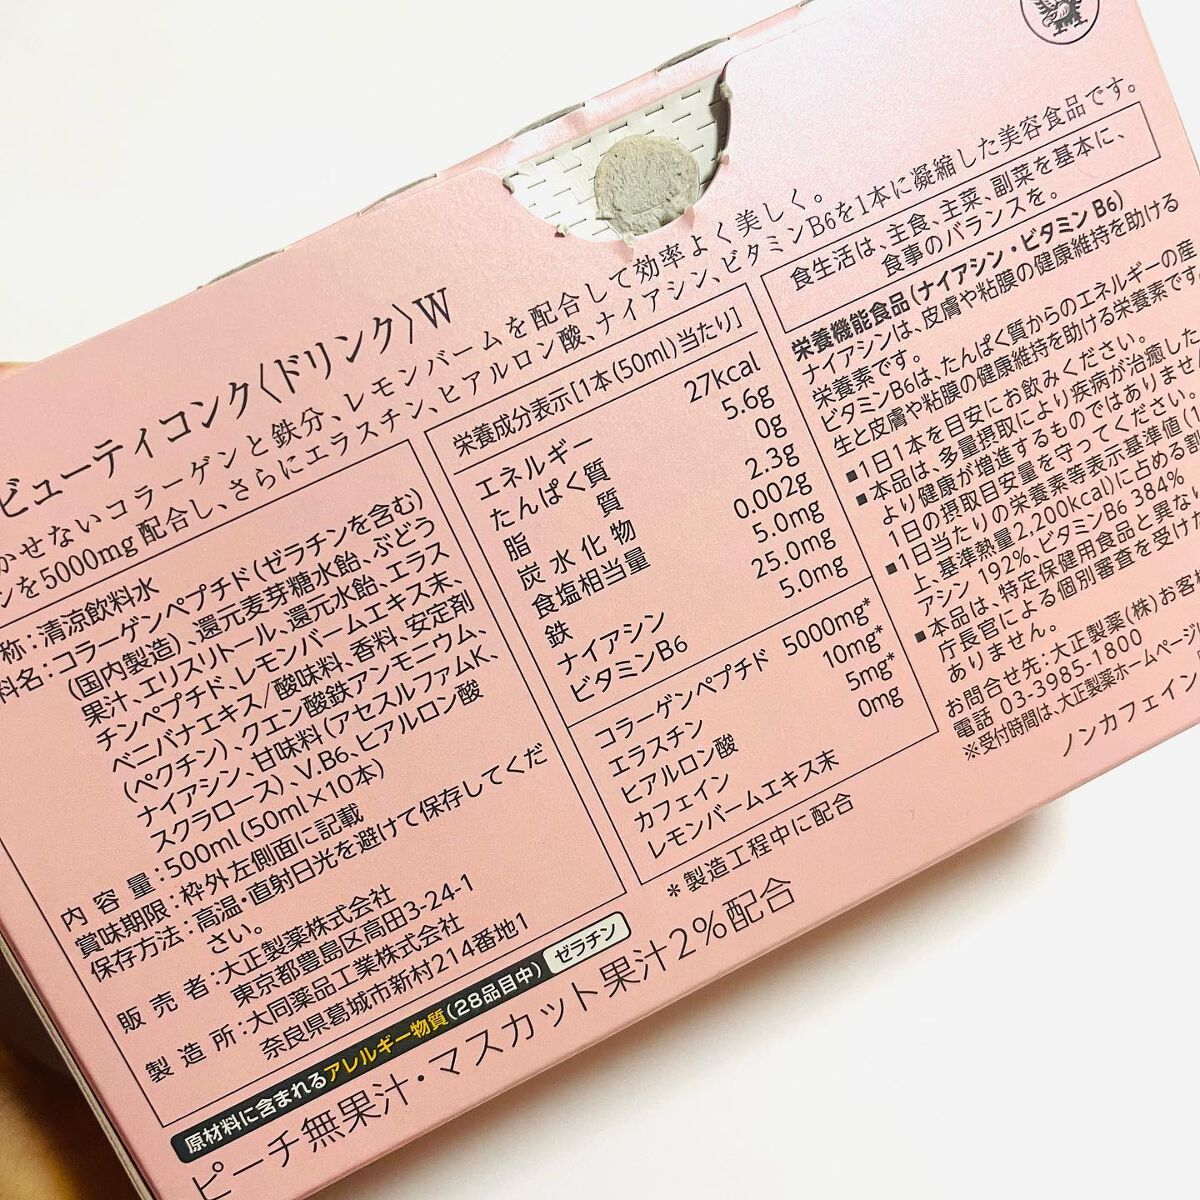 ビューティコンク〈ドリンク〉W
かせないコラーゲンと鉄分、レモンバームを配合して効率よく美しく。
ンを5000mg配合し、さらにエラスチン、ヒアルロン酸、ナイアシン、ビタミンB6を1本に凝縮した美容食品です。
称：清涼飲料水
料名：コラーゲンペプチド(ゼラチンを含む)
(国内製造)、還元麦芽糖水飴、ぶどう
果汁、エリスリトール、還元水飴、エラス
チンペプチド、レモンバームエキス末、
ベニバナエキス/酸味料、香料、安定剤
(ペクチン)、クエン酸鉄アンモニウム、
ナイアシン、甘味料(アセスルファムK、
スクラロース)、V.B6、ヒアルロン酸
内容量：500ml(50ml×10本)
賞味期限：枠外左側面に記載
保存方法：高温・直射日光を避けて保存してくだ
さい。
販売者：大正製薬株式会社
東京都豊島区高田3-24-1
製造所：大同薬品工業株式会社
奈良県葛城市新村214番地1
原材料に含まれるアレルギー物質(28品目中) ゼラチン
ピーチ無果汁・マスカット果汁2%配合
栄養成分表示[1本(50ml)当たり]
エネルギー 27kcal
たんぱく質 5.6g
脂質 0g
炭水化物 2.3g
食塩相当量 0.002g
鉄 5.0mg
ナイアシン 25.0mg
ビタミンB6 5.0mg
コラーゲンペプチド 5000mg*
エラスチン 10mg*
ヒアルロン酸 5mg*
カフェイン 0mg
レモンバームエキス末
*製造工程中に配合
食生活は、主食、主菜、副菜を基本に、
食事のバランスを。
栄養機能食品(ナイアシン・ビタミンB6)
ナイアシンは、皮膚や粘膜の健康維持を助ける
栄養素です。
ビタミンB6は、たんぱく質からのエネルギーの産
生と皮膚や粘膜の健康維持を助ける栄養素です。
■1日1本を目安にお飲みください。
■本品は、多量摂取により疾病が治癒した
より健康が増進するものではありません
1日の摂取目安量を守ってください。
■1日当たりの栄養素等表示基準値(1
上、基準熱量2,200kcal)に占める割
アシン 192%、ビタミンB6 384%
■本品は、特定保健用食品と異な
庁長官による個別審査を受け
ありません。
お問合せ先：大正製薬(株)お客様
電話 03-3985-1800
※受付時間は、大正製薬ホームページ
ノンカフェイン